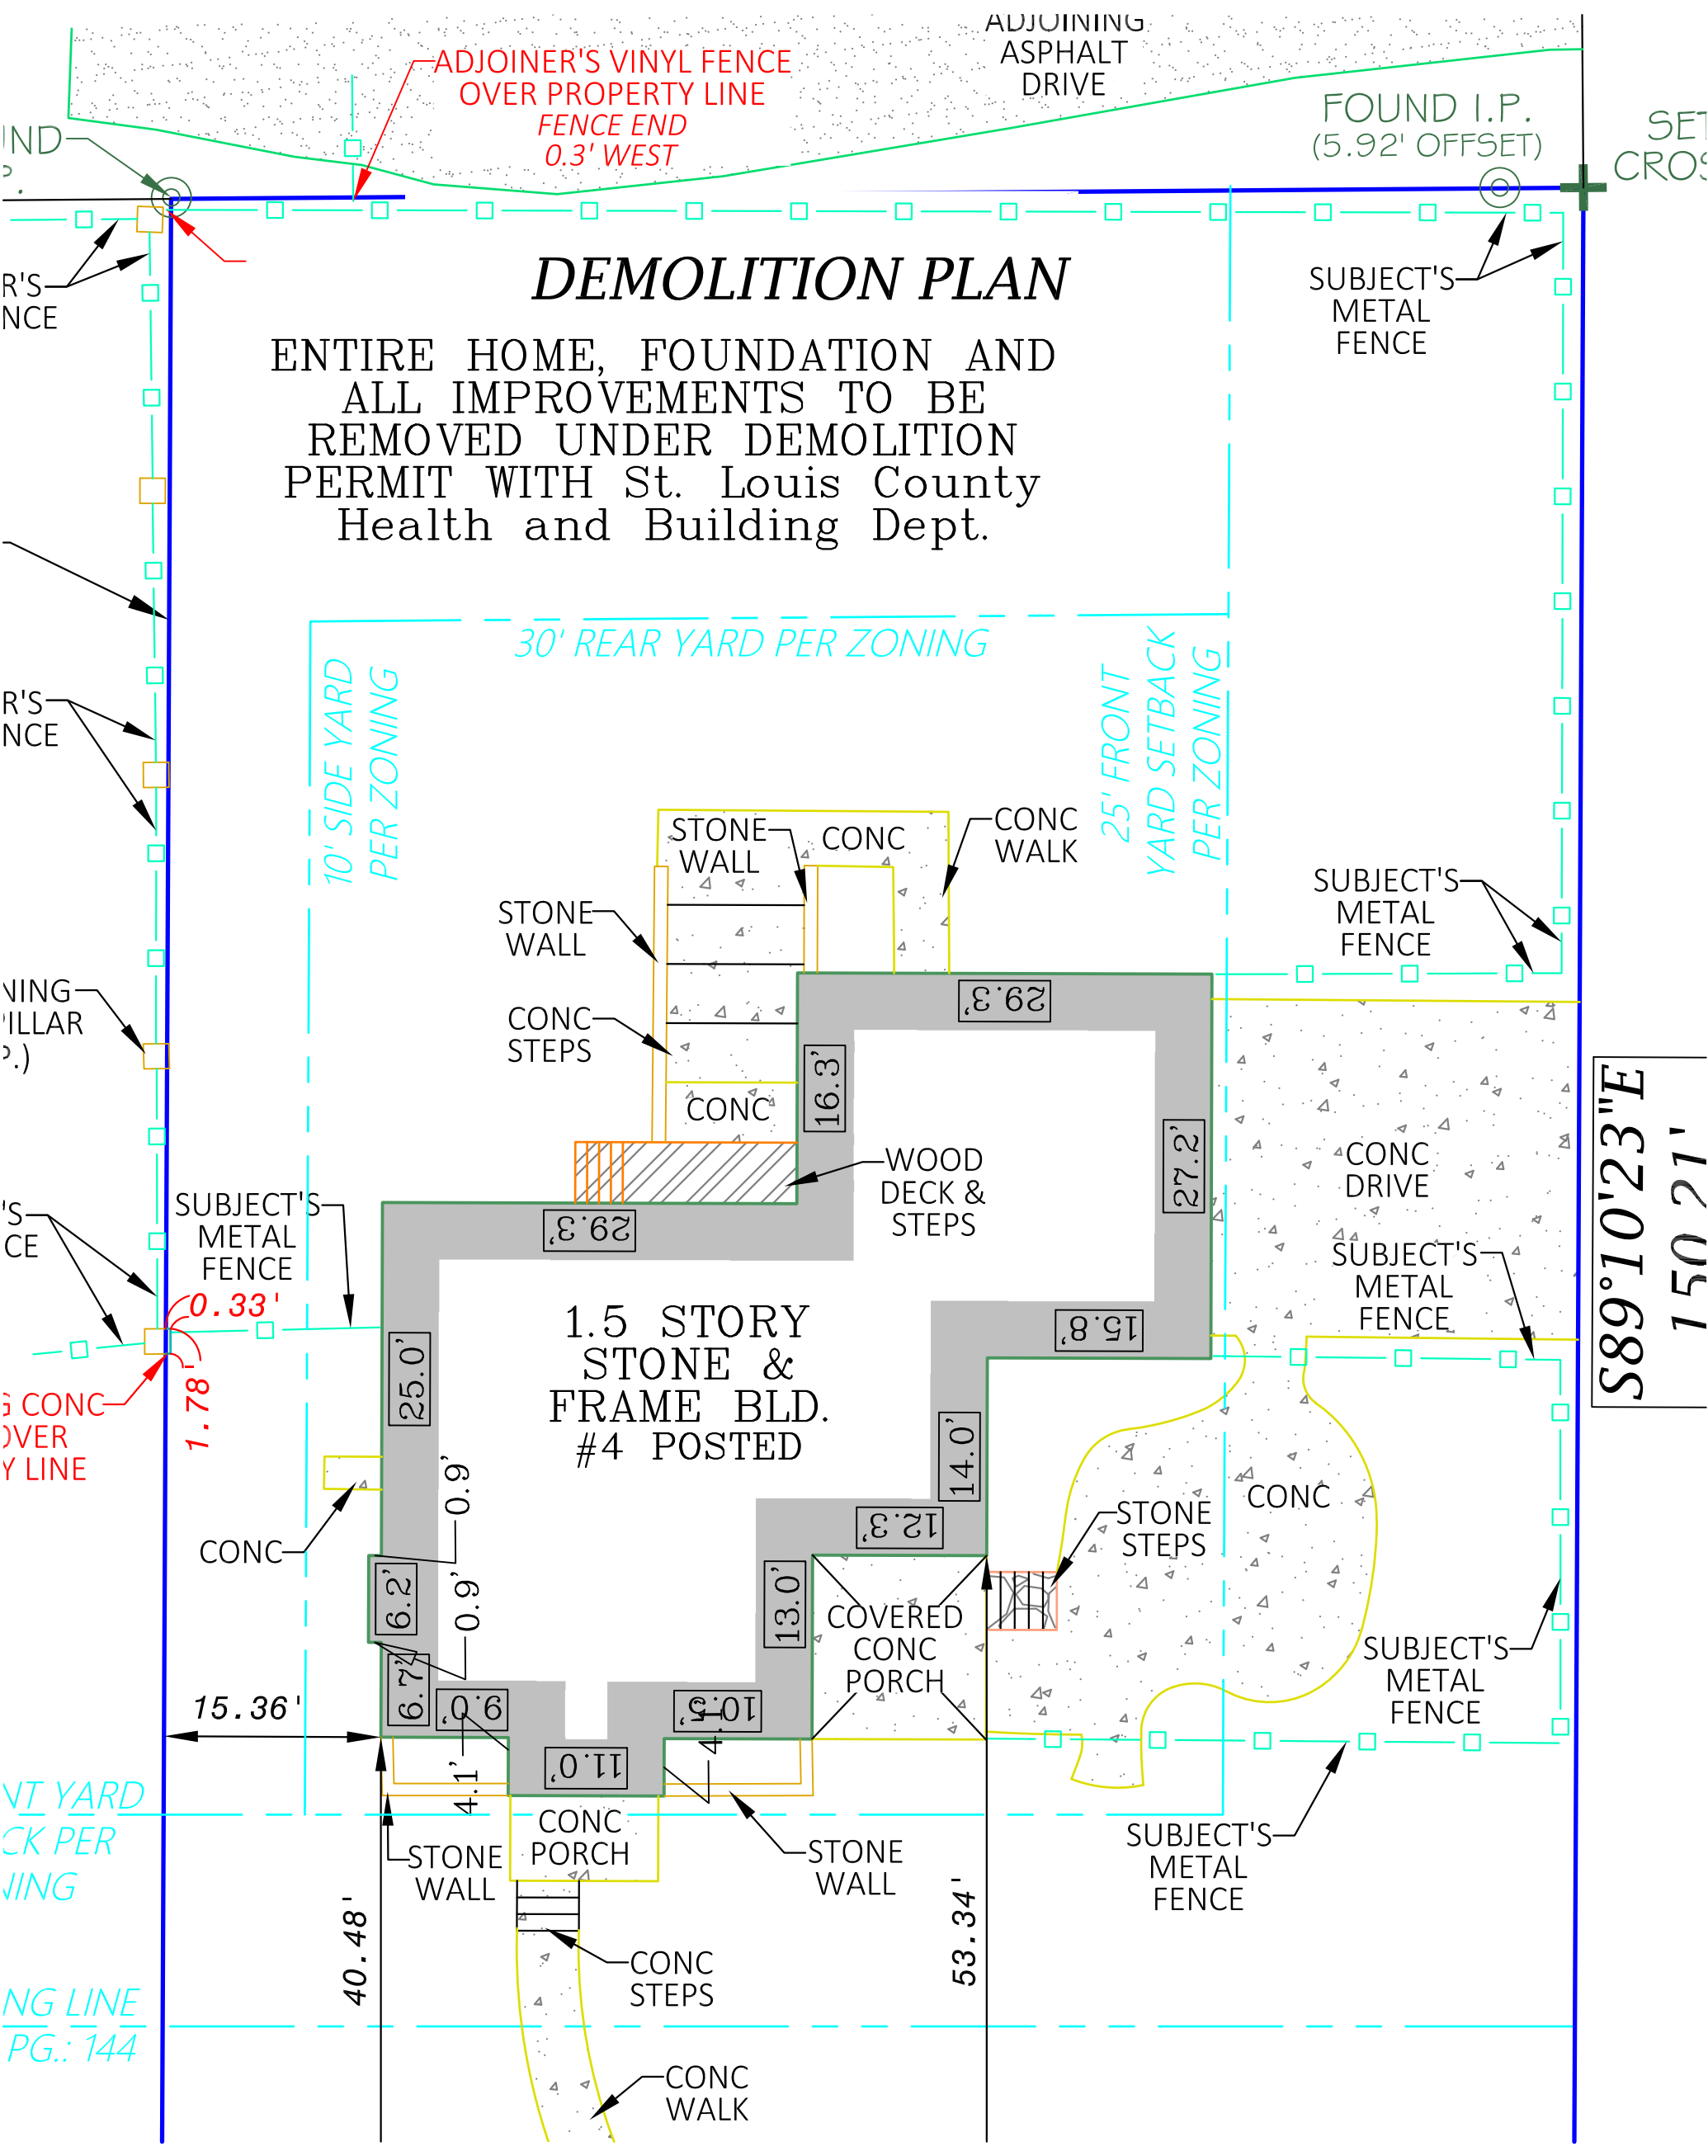 ADJOINING
ASPHALT
DRIVE
ADJOINER'S VINYL FENCE
OVER PROPERTY LINE
FENCE END
0.3' WEST
FOUND I.P.
(5.92' OFFSET)
DEMOLITION PLAN
ENTIRE HOME, FOUNDATION AND
ALL IMPROVEMENTS TO BE
REMOVED UNDER DEMOLITION
PERMIT WITH St. Louis County
Health and Building Dept.
SUBJECT'S
METAL
FENCE
30' REAR YARD PER ZONING
10' SIDE YARD
PER ZONING
25' FRONT
YARD SETBACK
PER ZONING
STONE
WALL
CONC
CONC
WALK
STONE
WALL
SUBJECT'S
METAL
FENCE
CONC
STEPS
CONC
29.3'
16.3'
27.2'
WOOD
DECK &
STEPS
CONC
DRIVE
S89°10'23"E
150.21'
SUBJECT'S
METAL
FENCE
29.3'
SUBJECT'S
METAL
FENCE
0.33'
1.78'
25.0'
1.5 STORY
STONE &
FRAME BLD.
#4 POSTED
15.8'
14.0'
12.3'
CONC
STONE
STEPS
CONC
0.9'
0.9'
6.2'
6.7'
13.0'
COVERED
CONC
PORCH
SUBJECT'S
METAL
FENCE
15.36'
9.0'
10.5'
11.0'
4.1'
4.1'
CONC
PORCH
STONE
WALL
STONE
WALL
SUBJECT'S
METAL
FENCE
40.48'
53.34'
CONC
STEPS
PG.: 144
CONC
WALK